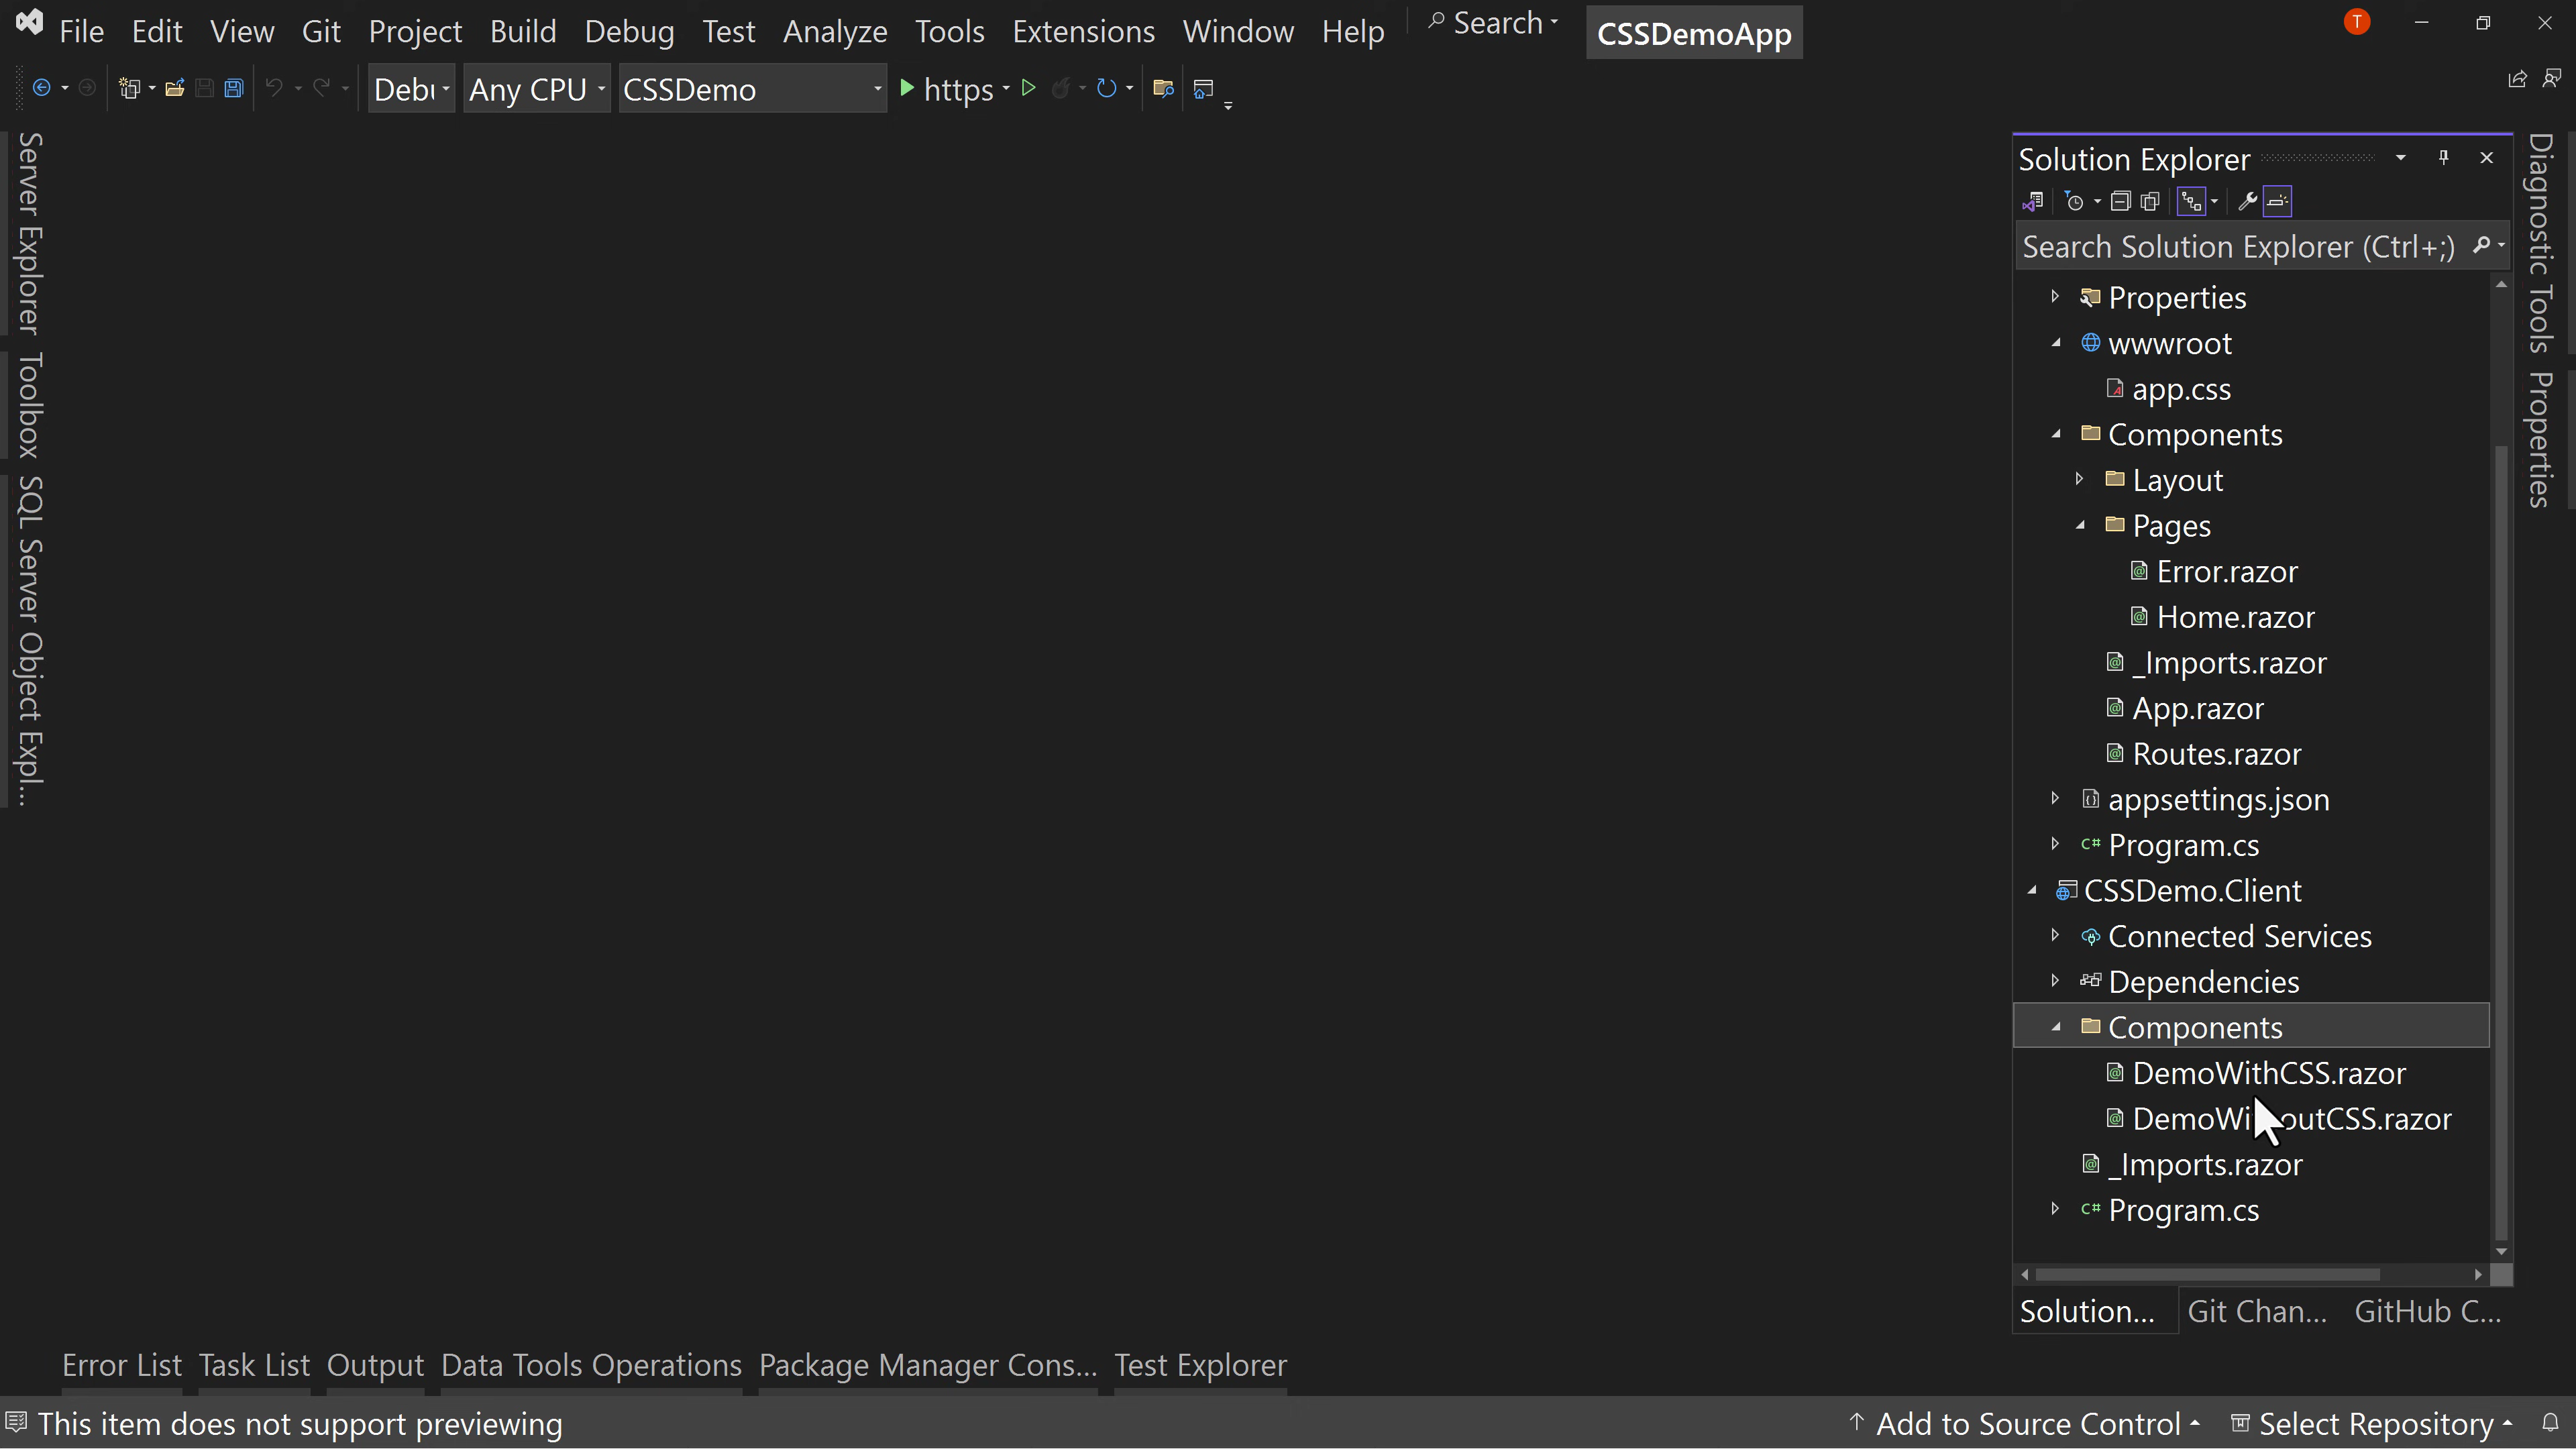 File Edit View Git Project Build Debug Test Analyze Tools Extensions Window Help Search CSSDemoApp
T
Debu Any CPU CSSDemo https
Server Explorer
Toolbox
SQL Server Object Expl...
Solution Explorer
Search Solution Explorer (Ctrl+;)
Properties
wwwroot
app.css
Components
Layout
Pages
Error.razor
Home.razor
_Imports.razor
App.razor
Routes.razor
appsettings.json
C# Program.cs
CSSDemo.Client
Connected Services
Dependencies
Components
DemoWithCSS.razor
_Imports.razor
C# Program.cs
Solution... Git Chan... GitHub C...
Diagnostic Tools
Properties
Error List Task List Output Data Tools Operations Package Manager Cons... Test Explorer
This item does not support previewing Add to Source Control Select Repository